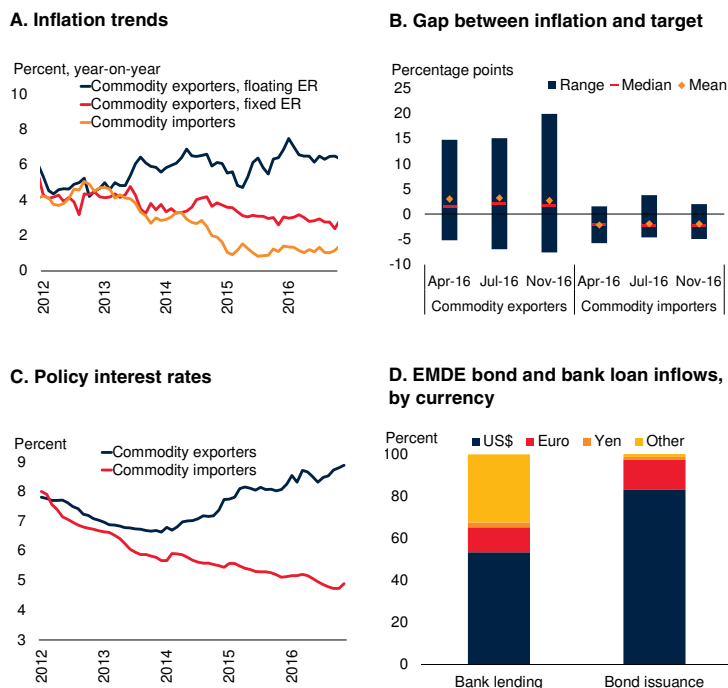 A. Inflation trends
Percent, year-on-year
Commodity exporters, floating ER
Commodity exporters, fixed ER
Commodity importers
10
8
6
4
2
0
2012
2013
2014
2015
2016
B. Gap between inflation and target
Percentage points
Range Median Mean
25
20
15
10
5
0
-5
-10
Apr-16 Jul-16 Nov-16 Apr-16 Jul-16 Nov-16
Commodity exporters Commodity importers
C. Policy interest rates
Percent
Commodity exporters
Commodity importers
9
8
7
6
5
4
3
2012
2013
2014
2015
2016
D. EMDE bond and bank loan inflows,
by currency
Percent
US$ Euro Yen Other
100
80
60
40
20
0
Bank lending Bond issuance